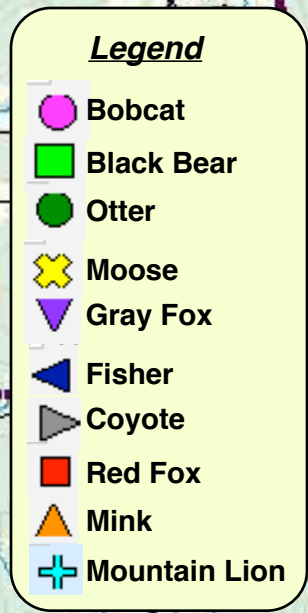 Legend
Bobcat
Black Bear
Otter
Moose
Gray Fox
Fisher
Coyote
Red Fox
Mink
Mountain Lion